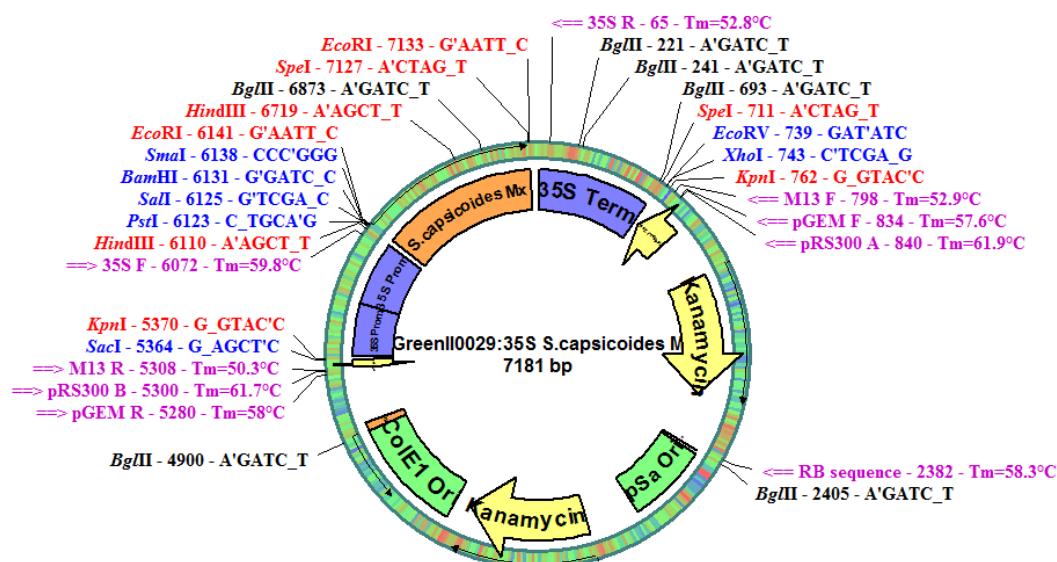 <== 35S R - 65 - Tm=52.8°C
EcoRI - 7133 - G'AATT_C
BglII - 221 - A'GATC_T
SpeI - 7127 - A'CTAG_T
BglII - 241 - A'GATC_T
BglII - 6873 - A'GATC_T
BglII - 693 - A'GATC_T
HindIII - 6719 - A'AGCT_T
SpeI - 711 - A'CTAG_T
EcoRI - 6141 - G'AATT_C
EcoRV - 739 - GAT'ATC
SmaI - 6138 - CCC'GGG
XhoI - 743 - C'TCGA_G
BamHI - 6131 - G'GATC_C
KpnI - 762 - G_GTAC'C
SalI - 6125 - G'TCGA_C
<== M13 F - 798 - Tm=52.9°C
PstI - 6123 - C_TGCA'G
<== pGEM F - 834 - Tm=57.6°C
HindIII - 6110 - A'AGCT_T
<== pRS300 A - 840 - Tm=61.9°C
==> 35S F - 6072 - Tm=59.8°C
S.capsicoides Mx
35S Term
35S Prom
35S Prom
Kanamycin
KpnI - 5370 - G_GTAC'C
SacI - 5364 - G_AGCT'C
GreenII0029:35S S.capsicoides M
7181 bp
==> M13 R - 5308 - Tm=50.3°C
==> pRS300 B - 5300 - Tm=61.7°C
==> pGEM R - 5280 - Tm=58°C
BglII - 4900 - A'GATC_T
ColE1 Ori
pSa Ori
Kanamycin
<== RB sequence - 2382 - Tm=58.3°C
BglII - 2405 - A'GATC_T